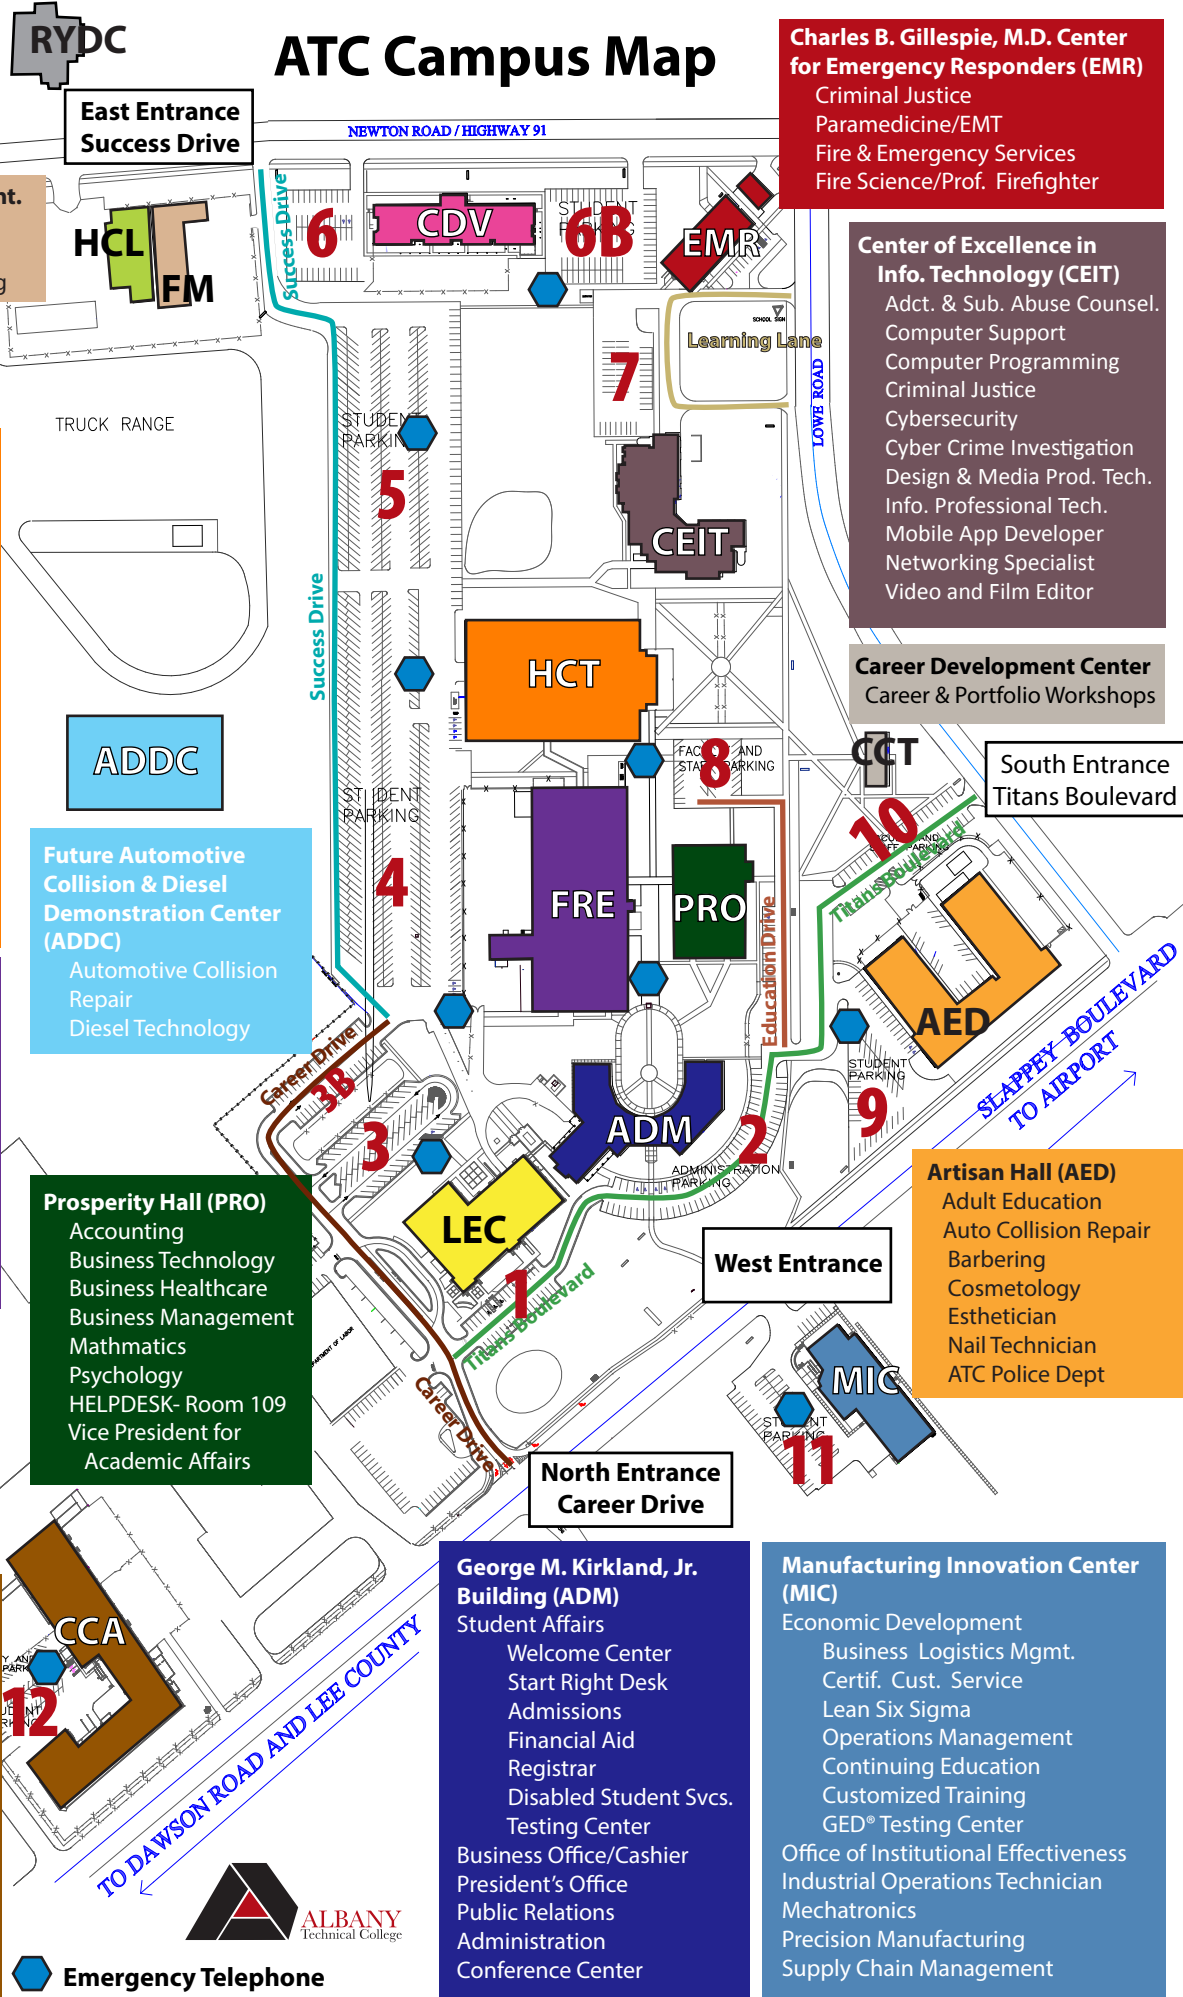 RYDC
ATC Campus Map
East Entrance
Success Drive
NEWTON ROAD / HIGHWAY 91
Charles B. Gillespie, M.D. Center
for Emergency Responders (EMR)
Criminal Justice
Paramedicine/EMT
Fire & Emergency Services
Fire Science/Prof. Firefighter
nt.
g
HCL
FM
Success Drive
6
CDV
STUDENT
PARKING
6B
EMR
SCHOOL SIGN
Learning Lane
7
LOWE ROAD
Center of Excellence in
Info. Technology (CEIT)
Adct. & Sub. Abuse Counsel.
Computer Support
Computer Programming
Criminal Justice
Cybersecurity
Cyber Crime Investigation
Design & Media Prod. Tech.
Info. Professional Tech.
Mobile App Developer
Networking Specialist
Video and Film Editor
TRUCK RANGE
STUDENT
PARKING
5
CEIT
Success Drive
HCT
Career Development Center
Career & Portfolio Workshops
ADDC
FACULTY AND
STAFF PARKING
8
CCT
South Entrance
Titans Boulevard
STUDENT
PARKING
4
10
FACULTY AND
STAFF PARKING
Titans Boulevard
Future Automotive
Collision & Diesel
Demonstration Center
(ADDC)
Automotive Collision
Repair
Diesel Technology
FRE
PRO
Education Drive
AED
SLAPPEY BOULEVARD
TO AIRPORT
Career Drive
3B
3
STUDENT
PARKING
9
ADM
2
ADMINISTRATION
PARKING
LEC
1
Titans Boulevard
Prosperity Hall (PRO)
Accounting
Business Technology
Business Healthcare
Business Management
Mathmatics
Psychology
HELPDESK- Room 109
Vice President for
Academic Affairs
Artisan Hall (AED)
Adult Education
Auto Collision Repair
Barbering
Cosmetology
Esthetician
Nail Technician
ATC Police Dept
West Entrance
PARTMENT OF LABOR
Career Drive
MIC
STUDENT
PARKING
11
North Entrance
Career Drive
CCA
12
TO DAWSON ROAD AND LEE COUNTY
George M. Kirkland, Jr.
Building (ADM)
Student Affairs
Welcome Center
Start Right Desk
Admissions
Financial Aid
Registrar
Disabled Student Svcs.
Testing Center
Business Office/Cashier
President's Office
Public Relations
Administration
Conference Center
Manufacturing Innovation Center
(MIC)
Economic Development
Business Logistics Mgmt.
Certif. Cust. Service
Lean Six Sigma
Operations Management
Continuing Education
Customized Training
GED® Testing Center
Office of Institutional Effectiveness
Industrial Operations Technician
Mechatronics
Precision Manufacturing
Supply Chain Management
ALBANY
Technical College
Emergency Telephone